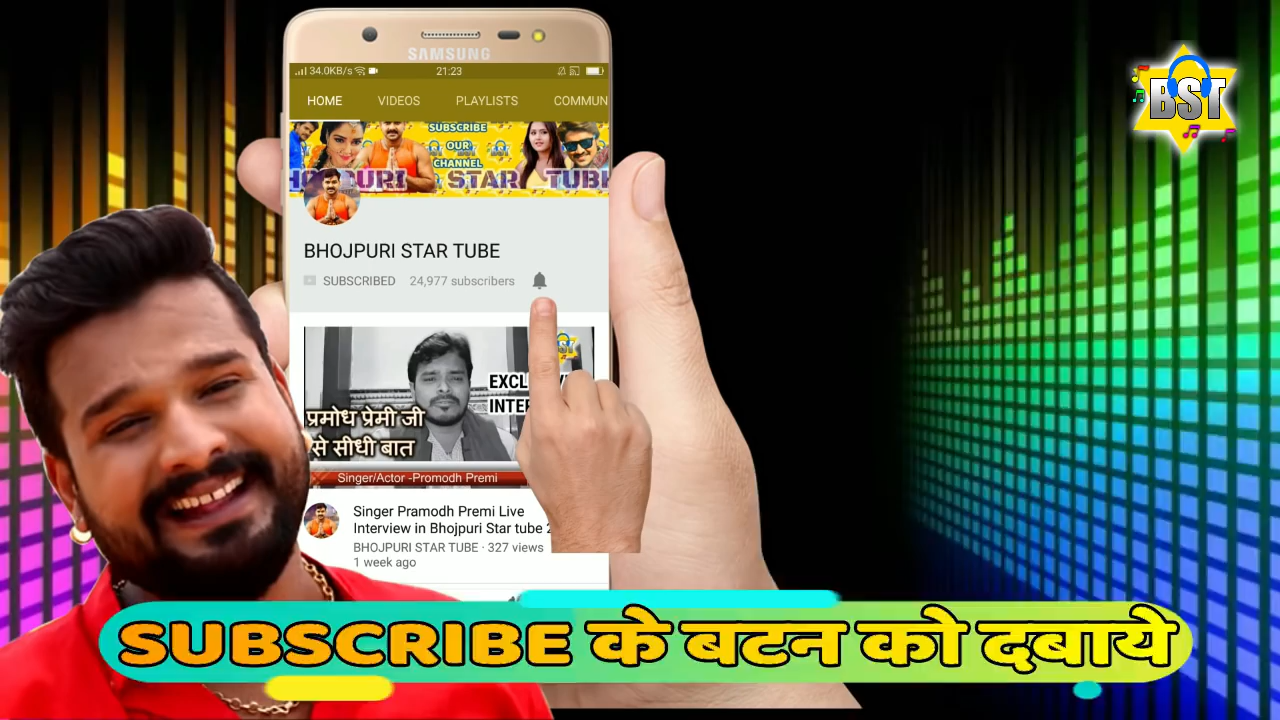 SAMSUNG
34.0KB/s 21:23
HOME VIDEOS PLAYLISTS COMMUN
SUBSCRIBE
OUR
CHANNEL
STAR TUB
BST
BHOJPURI STAR TUBE
SUBSCRIBED 24,977 subscribers
EXCL
INTE
प्रमोध प्रेमी जी
से सीधी बात
Singer/Actor -Promodh Premi
Singer Pramodh Premi Live
Interview in Bhojpuri Star tube
BHOJPURI STAR TUBE · 327 views
1 week ago
SUBSCRIBE के बटन को दबाये